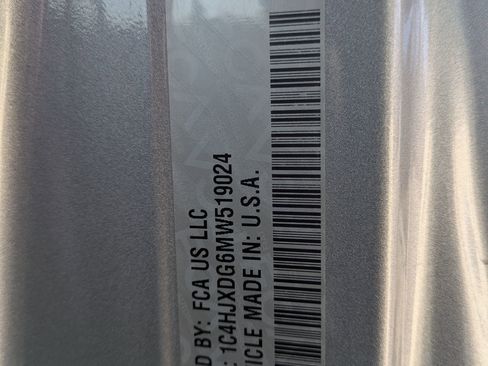 D BY: FCA US LLC
: 1C4HJXDG6MW519024
ICLE MADE IN: U.S.A.